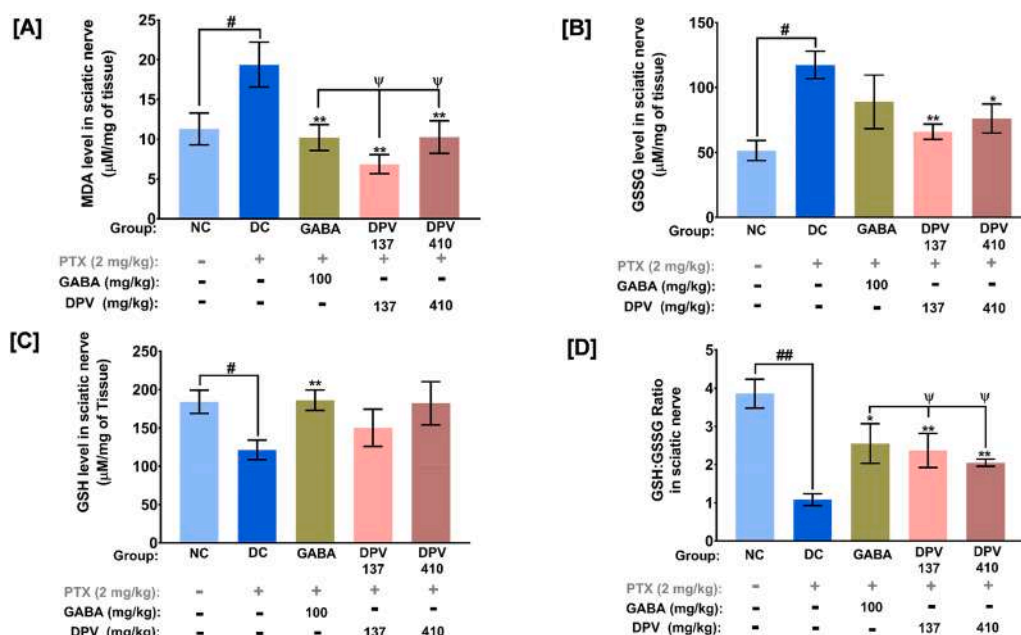 [A]
MDA level in sciatic nerve
(μM/mg of tissue)
25
20
15
10
5
0
#
Ψ Ψ
** ** **
Group: NC DC GABA DPV 137 DPV 410
PTX (2 mg/kg): - + + + +
GABA (mg/kg): - - 100 - -
DPV (mg/kg): - - - 137 410
[B]
GSSG level in sciatic nerve
(μM/mg of tissue)
150
100
50
0
#
** *
Group: NC DC GABA DPV 137 DPV 410
PTX (2 mg/kg): - + + + +
GABA (mg/kg): - - 100 - -
DPV (mg/kg): - - - 137 410
[C]
GSH level in sciatic nerve
(μM/mg of Tissue)
250
200
150
100
50
0
#
**
Group: NC DC GABA DPV 137 DPV 410
PTX (2 mg/kg): - + + + +
GABA (mg/kg): - - 100 - -
DPV (mg/kg): - - - 137 410
[D]
GSH:GSSG Ratio
in sciatic nerve
5
4
3
2
1
0
##
Ψ Ψ
* ** **
Group: NC DC GABA DPV 137 DPV 410
PTX (2 mg/kg): - + + + +
GABA (mg/kg): - - 100 - -
DPV (mg/kg): - - - 137 410